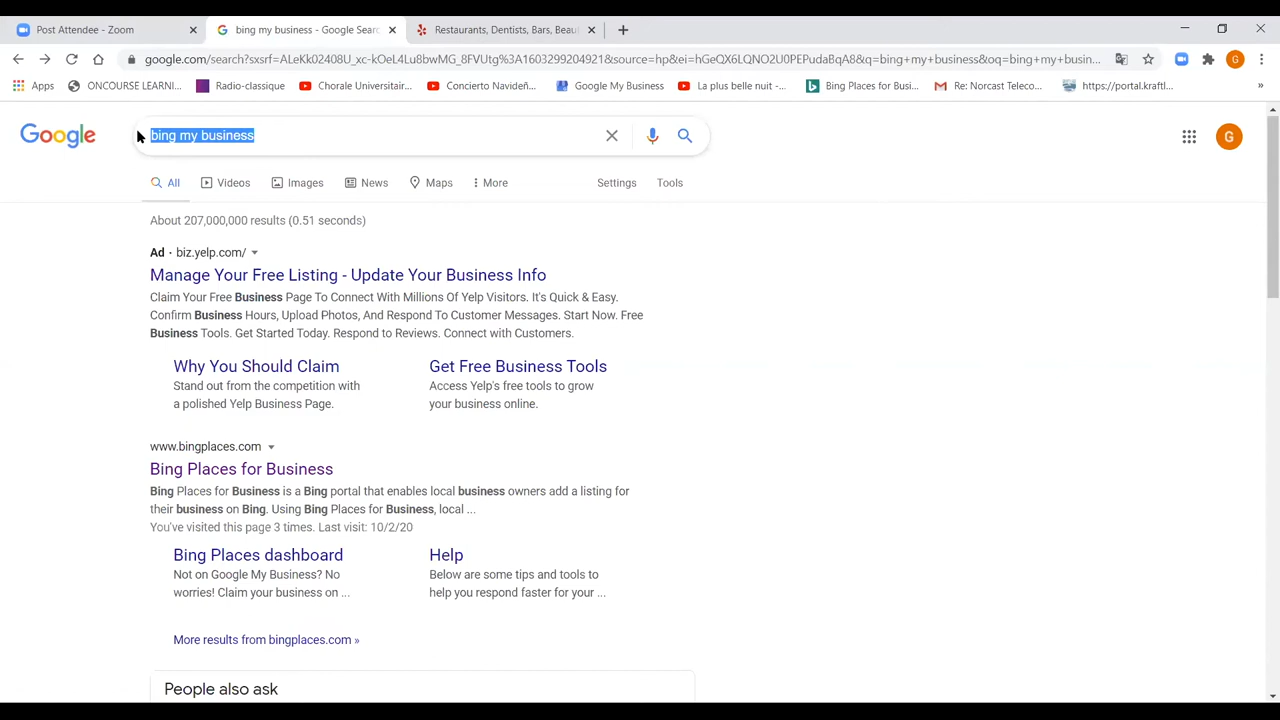 Post Attendee - Zoom
bing my business - Google Searc
Restaurants, Dentists, Bars, Beau
google.com/search?sxsrf=ALeKk02408U_xc-kOeL4Lu8bwMG_8FVltg%3A1603299204921&source=hp&ei=hGeQX6LQNO2U0PEPudaBqA8&q=bing+my+business&oq=bing+my+busin...
G
Apps
ONCOURSE LEARNI...
Radio-classique
Chorale Universitair...
Concierto Navideñ...
Google My Business
La plus belle nuit -...
Bing Places for Busi...
Re: Norcast Teleco...
https://portal.kraftl...
»
Google
bing my business
G
All
Videos
Images
News
Maps
More
Settings
Tools
About 207,000,000 results (0.51 seconds)
Ad · biz.yelp.com/
Manage Your Free Listing - Update Your Business Info
Claim Your Free Business Page To Connect With Millions Of Yelp Visitors. It's Quick & Easy.
Confirm Business Hours, Upload Photos, And Respond To Customer Messages. Start Now. Free
Business Tools. Get Started Today. Respond to Reviews. Connect with Customers.
Why You Should Claim
Stand out from the competition with
a polished Yelp Business Page.
Get Free Business Tools
Access Yelp's free tools to grow
your business online.
www.bingplaces.com
Bing Places for Business
Bing Places for Business is a Bing portal that enables local business owners add a listing for
their business on Bing. Using Bing Places for Business, local ...
You've visited this page 3 times. Last visit: 10/2/20
Bing Places dashboard
Not on Google My Business? No
worries! Claim your business on ...
Help
Below are some tips and tools to
help you respond faster for your ...
More results from bingplaces.com »
People also ask